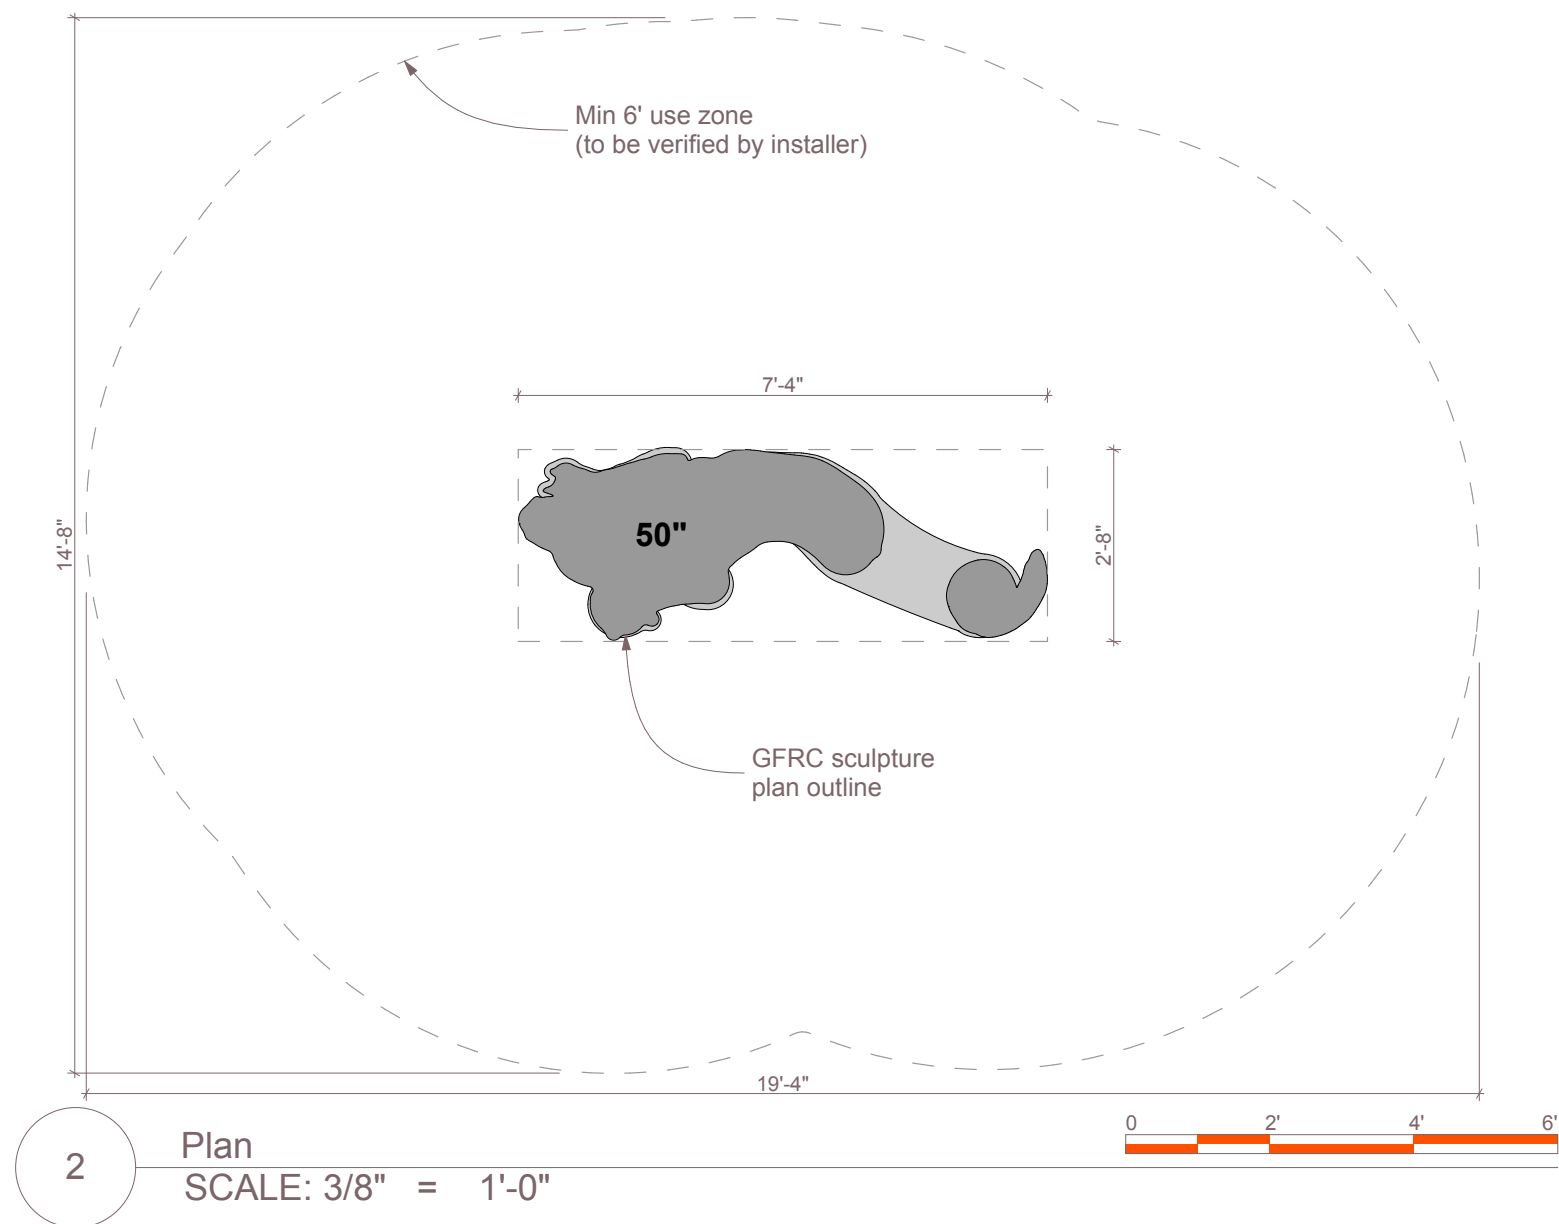 Min 6' use zone
(to be verified by installer)
7'-4"
14'-8"
50"
2'-8"
GFRC sculpture
plan outline
19'-4"
0 2' 4' 6'
2
Plan
SCALE: 3/8" = 1'-0"